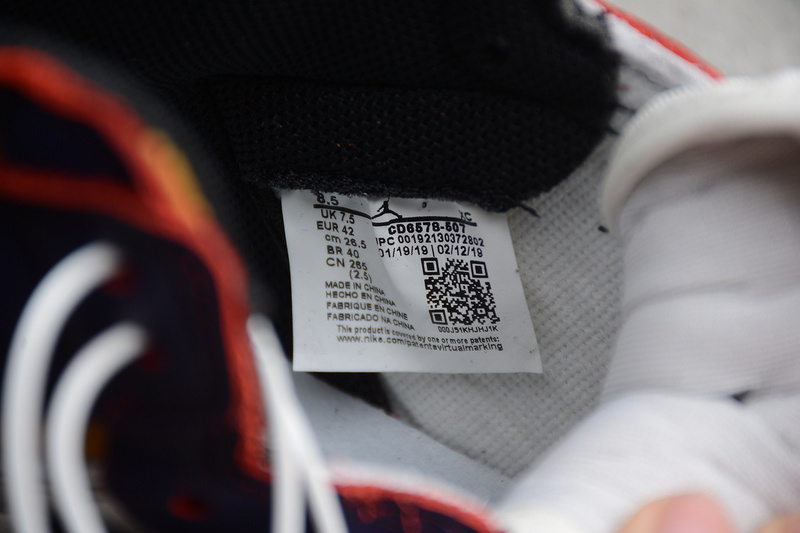 8.5
UK 7.5
EUR 42
cm 26.5
BR 40
CN 265
(2.5)
XC
CD6578-507
UPC 00192130372802
01/19/19 02/12/19
MADE IN CHINA
HECHO EN CHINA
FABRIQUE EN CHINE
FABRICADO NA CHINA
000J51KHJHJ1K
This product is covered by one or more patents:
www.nike.com/patentsvirtualmarking